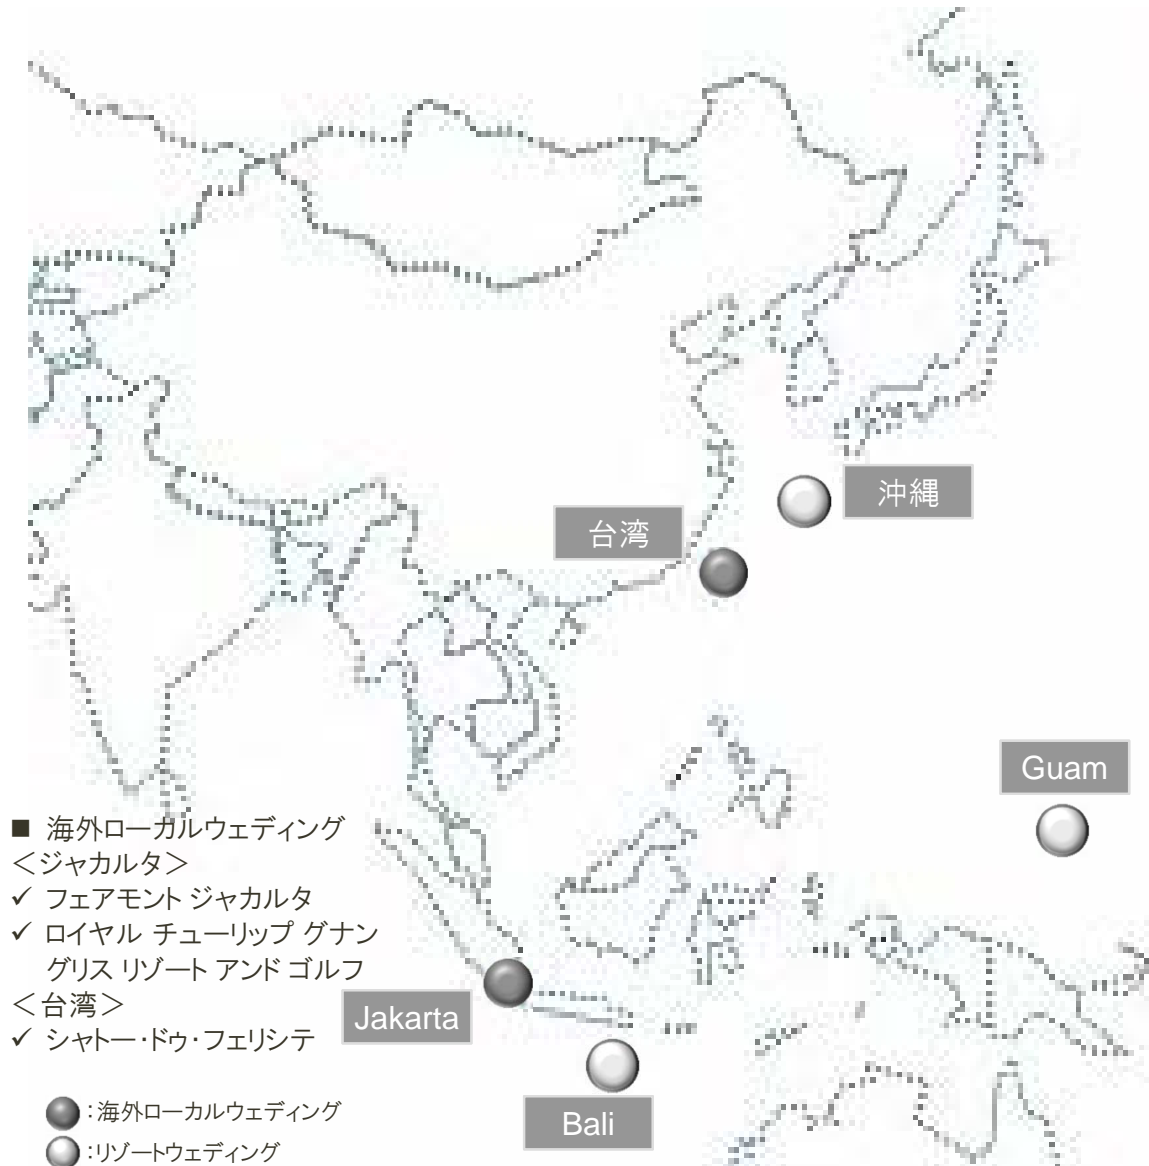 沖縄
台湾
Guam
■ 海外ローカルウェディング
＜ジャカルタ＞
✓ フェアモント ジャカルタ
✓ ロイヤル チューリップ グナン
グリス リゾート アンド ゴルフ
＜台湾＞
✓ シャトー・ドゥ・フェリシテ
Jakarta
Bali
：海外ローカルウェディング
：リゾートウェディング